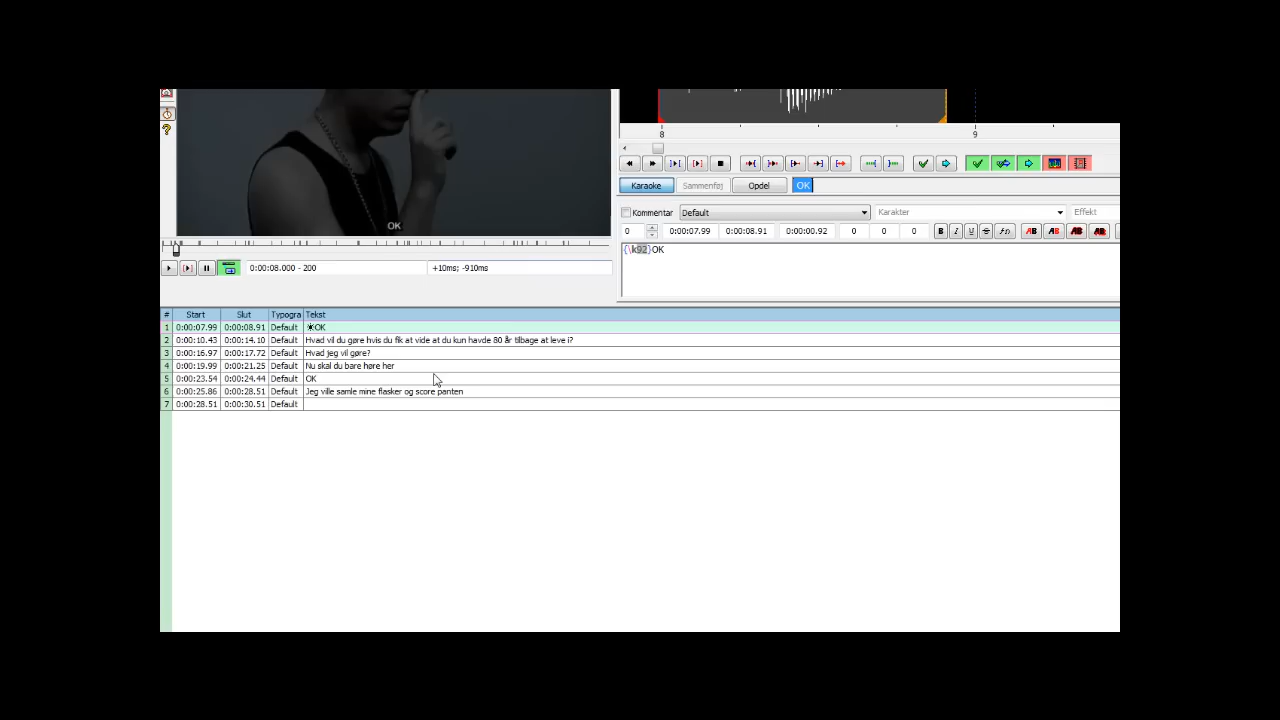 OK
8
9
Karaoke Sammenføj Opdel OK
Kommentar Default Karakter Effekt
0 0:00:07.99 0:00:08.91 0:00:00.92 0 0 0 B I U S fn AB AB AB AB
{\k92}OK
0:00:08.000 - 200 +10ms; -910ms
# Start Slut Typogra Tekst
1 0:00:07.99 0:00:08.91 Default ☀OK
2 0:00:10.43 0:00:14.10 Default Hvad vil du gøre hvis du fik at vide at du kun havde 80 år tilbage at leve i?
3 0:00:16.97 0:00:17.72 Default Hvad jeg vil gøre?
4 0:00:19.99 0:00:21.25 Default Nu skal du bare høre her
5 0:00:23.54 0:00:24.44 Default OK
6 0:00:25.86 0:00:28.51 Default Jeg ville samle mine flasker og score panten
7 0:00:28.51 0:00:30.51 Default